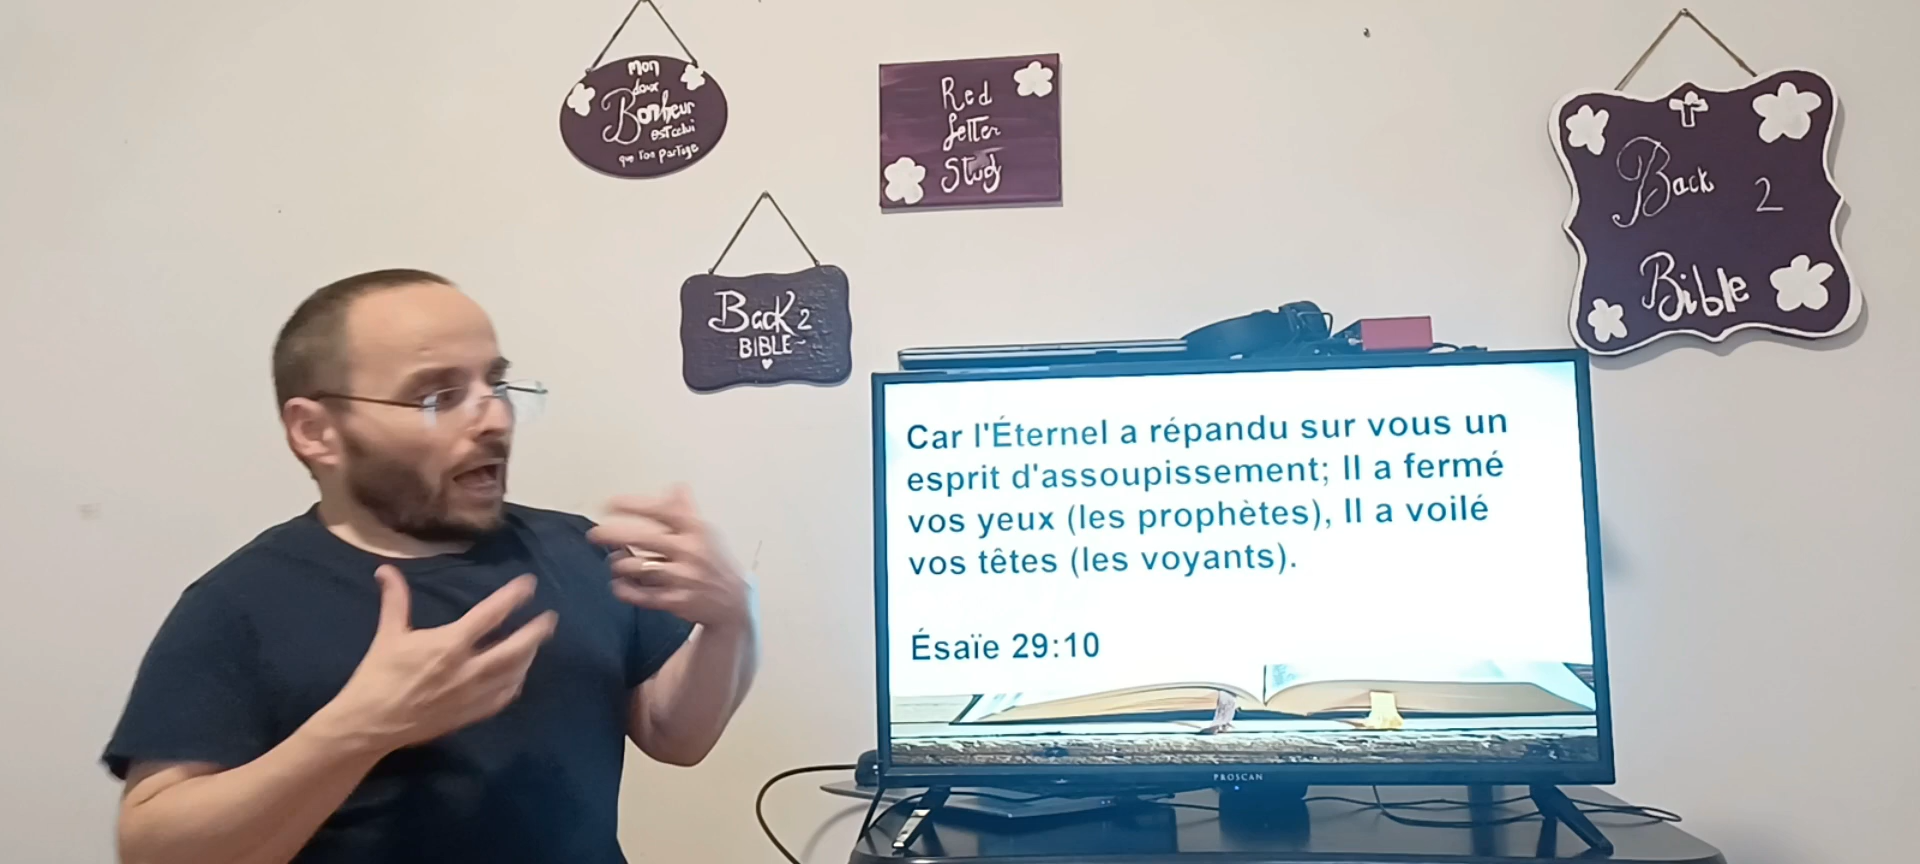 Mon
doux
Bonheur
est celui
que l'on partage
Red
Letter
Study
Back 2
BIBLE
Back 2
Bible
Car l'Éternel a répandu sur vous un
esprit d'assoupissement; Il a fermé
vos yeux (les prophètes), Il a voilé
vos têtes (les voyants).
Ésaïe 29:10
PROSCAN